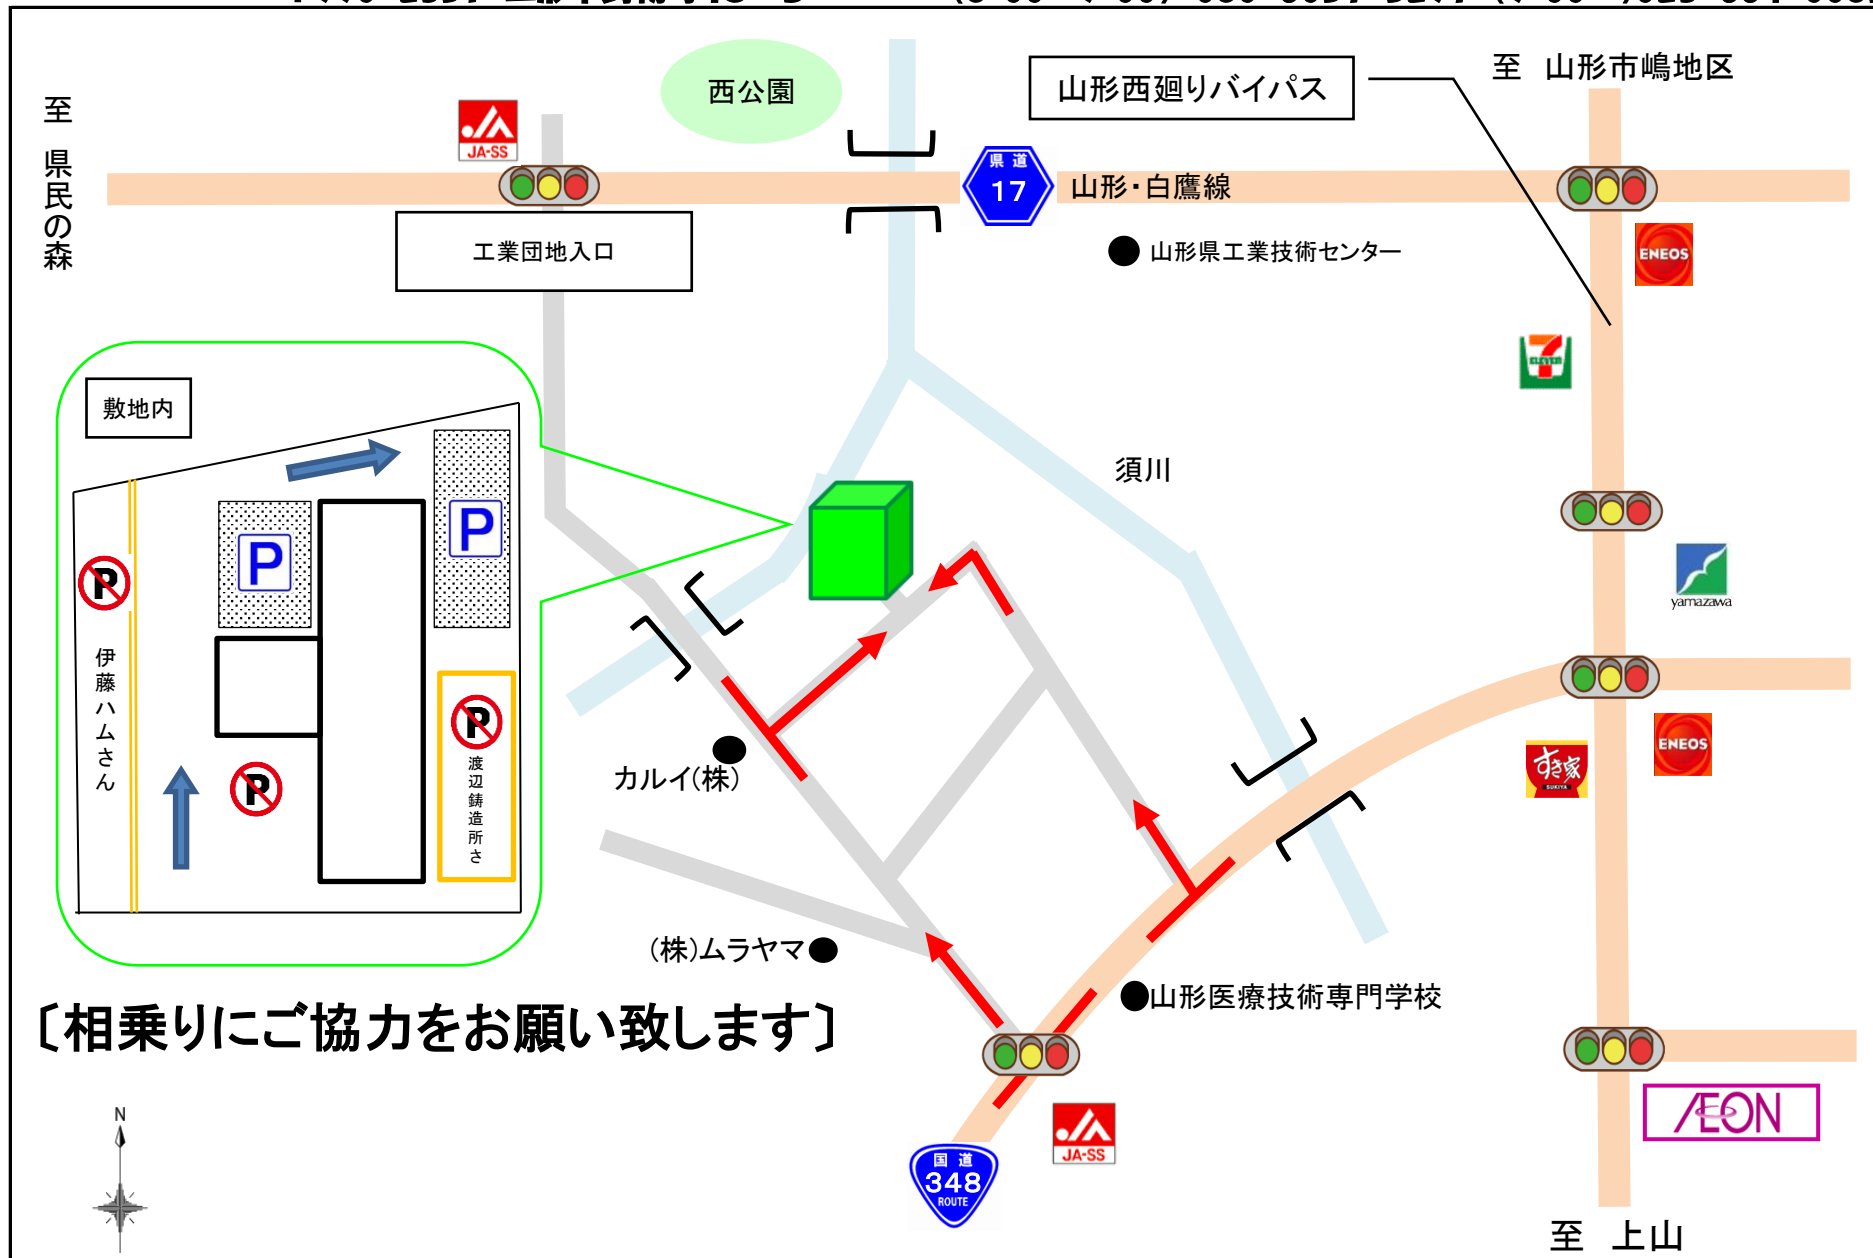 至 山形市嶋地区
山形西廻りバイパス
西公園
至 県民の森
JA-SS
県道
17
山形・白鷹線
工業団地入口
山形県工業技術センター
ENEOS
7
ELEVEN
敷地内
須川
P
P
P
yamazawa
伊藤ハムさん
P
渡辺鋳造所さ
P
カルイ(株)
すき家
SUKIYA
ENEOS
(株)ムラヤマ
山形医療技術専門学校
〔相乗りにご協力をお願い致します〕
N
JA-SS
ÆON
国道
348
ROUTE
至 上山